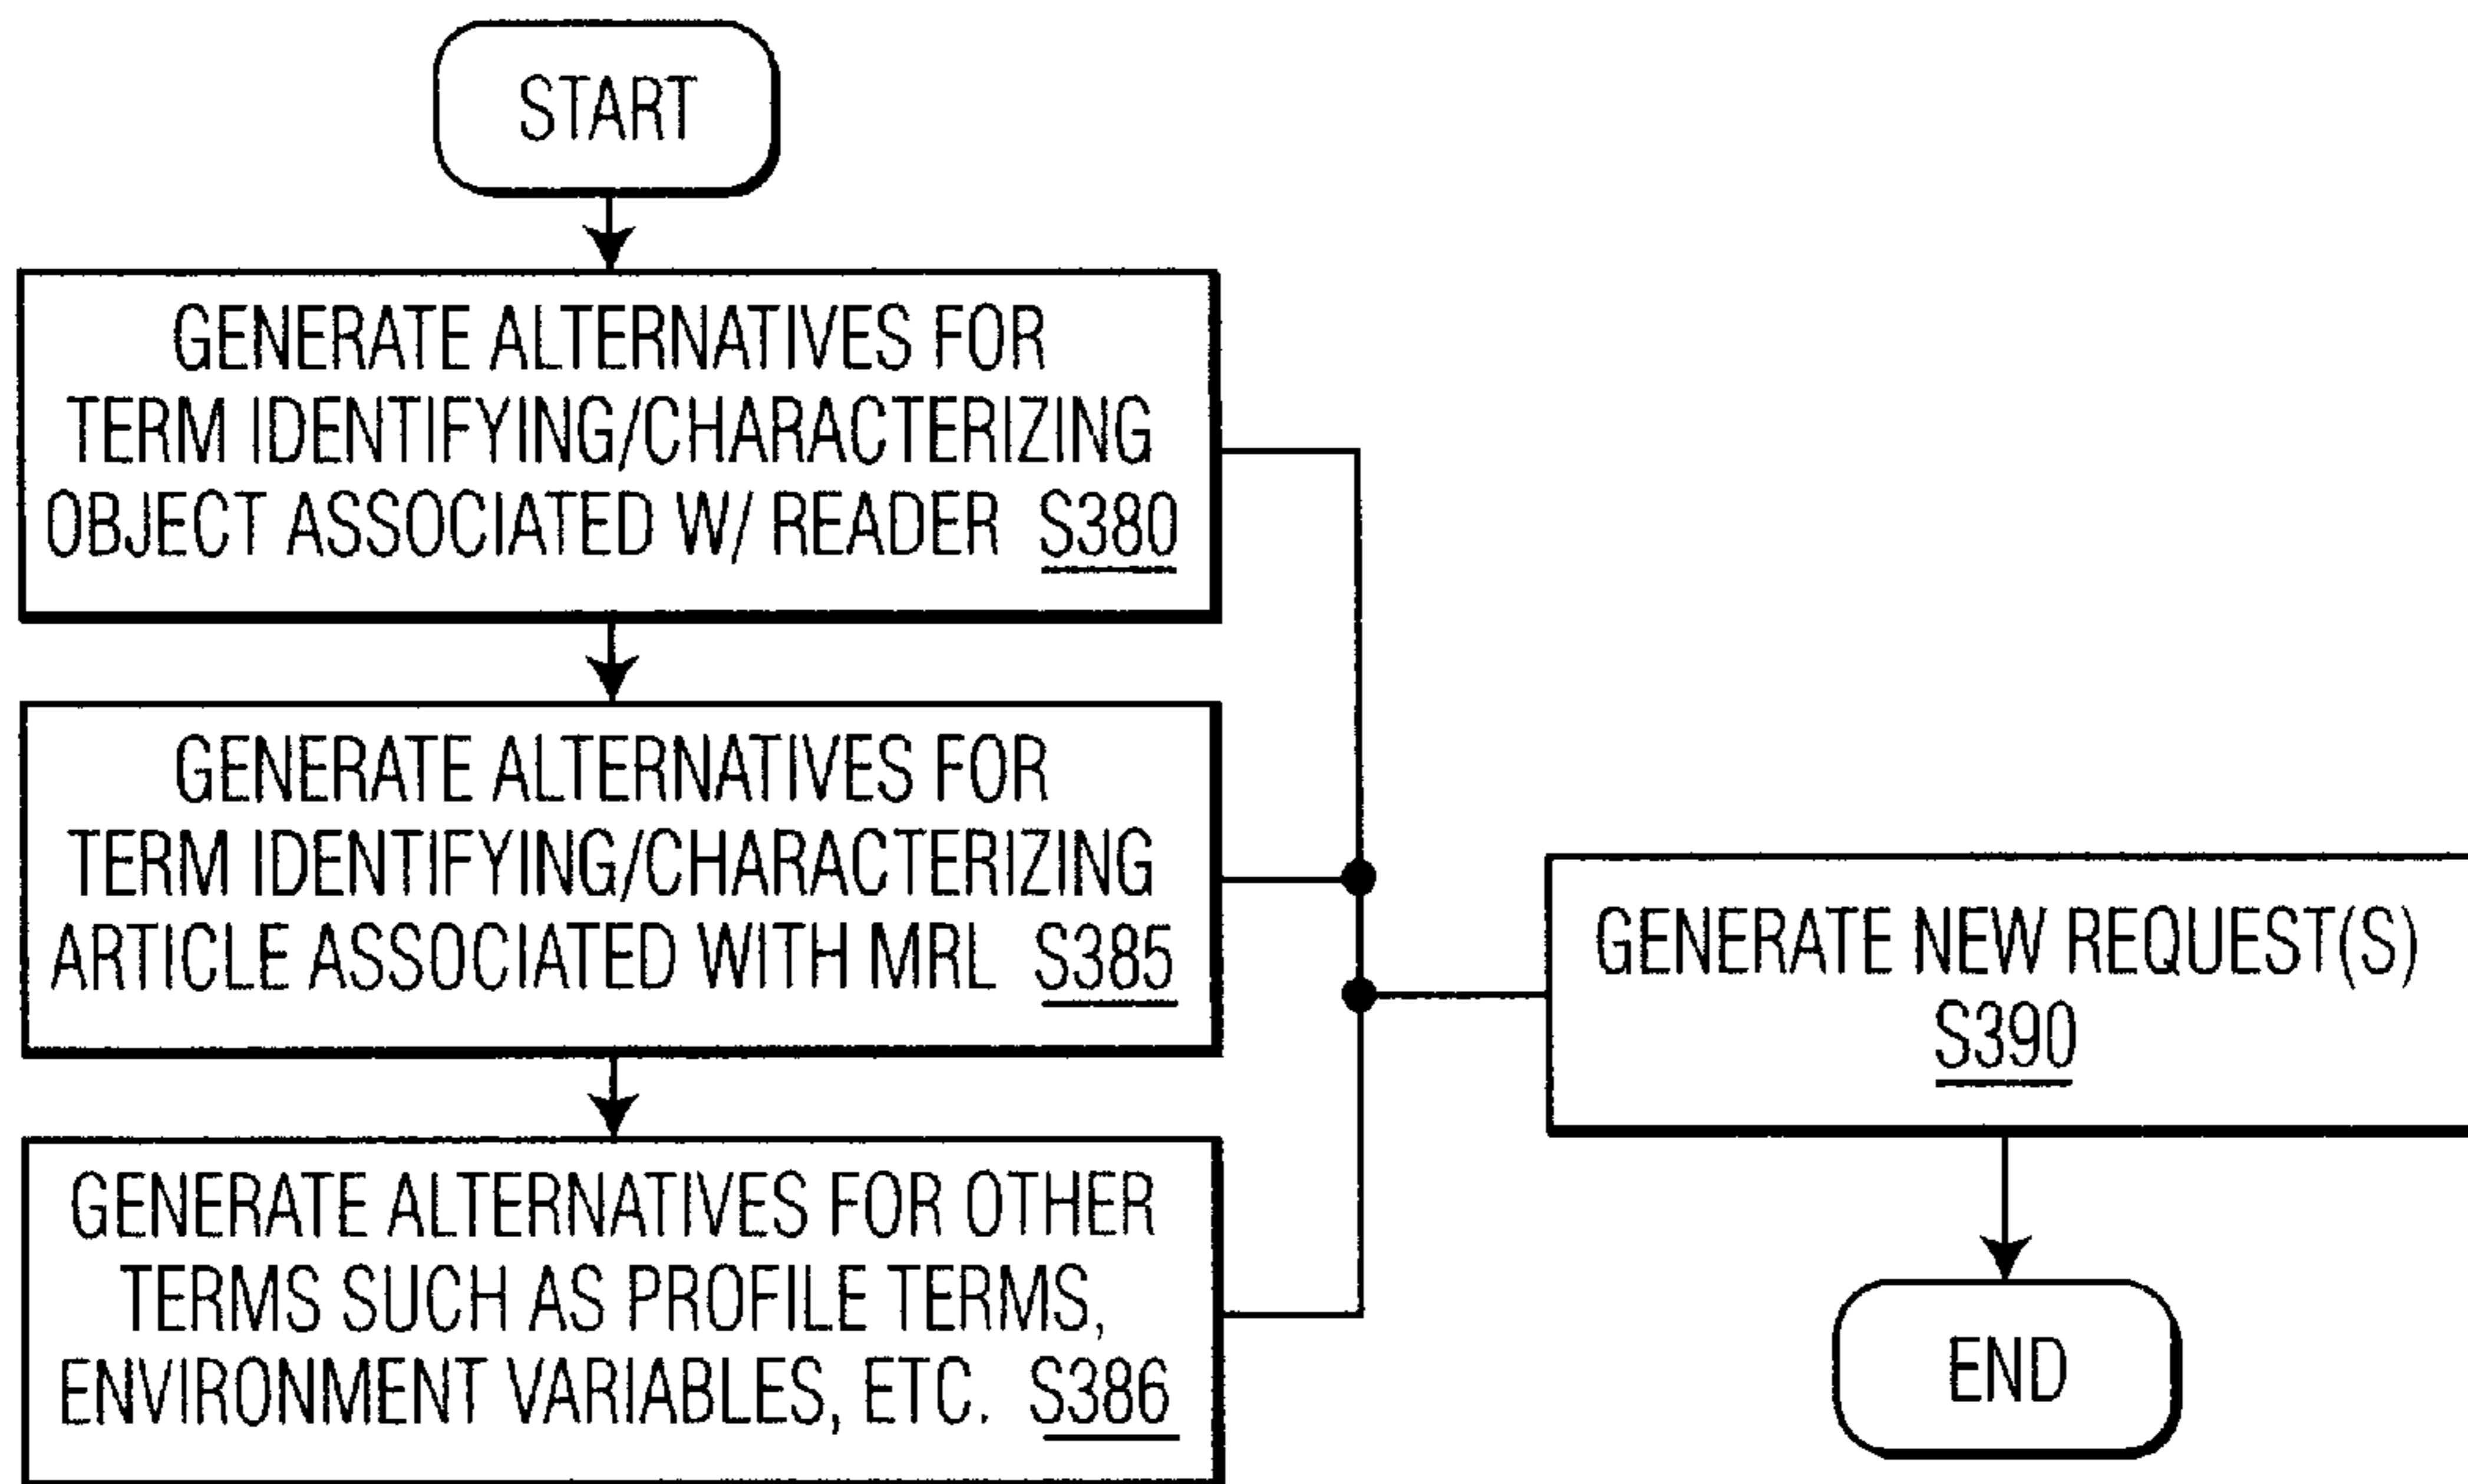 START
GENERATE ALTERNATIVES FOR
TERM IDENTIFYING/CHARACTERIZING
OBJECT ASSOCIATED W/ READER S380
GENERATE ALTERNATIVES FOR
TERM IDENTIFYING/CHARACTERIZING
ARTICLE ASSOCIATED WITH MRL S385
GENERATE ALTERNATIVES FOR OTHER
TERMS SUCH AS PROFILE TERMS,
ENVIRONMENT VARIABLES, ETC. S386
GENERATE NEW REQUEST(S)
S390
END